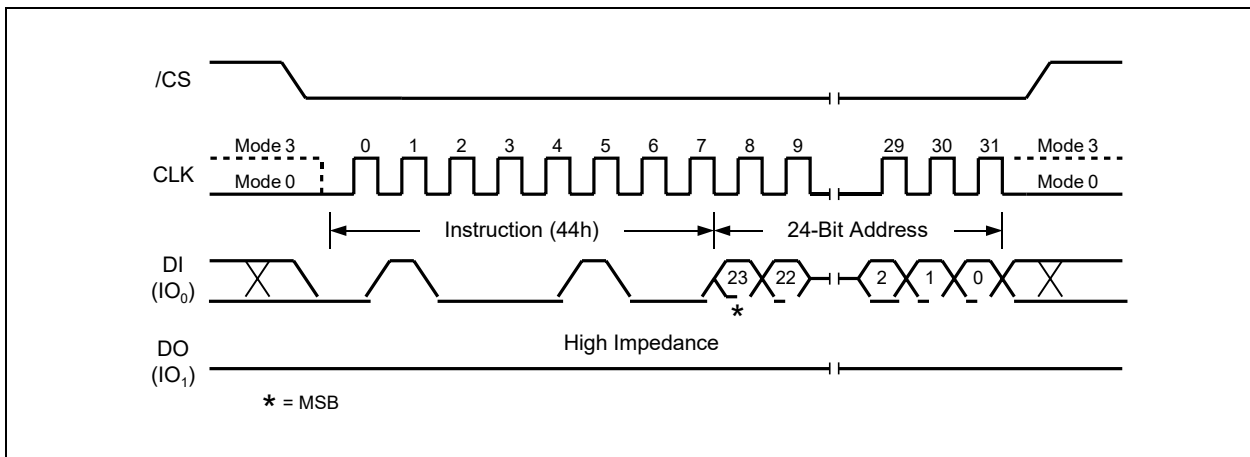 /CS
Mode 3
0 1 2 3 4 5 6 7 8 9 29 30 31
Mode 3
CLK
Mode 0
Mode 0
Instruction (44h)
24-Bit Address
DI
(IO₀)
23 22 2 1 0
*
DO
(IO₁)
High Impedance
* = MSB